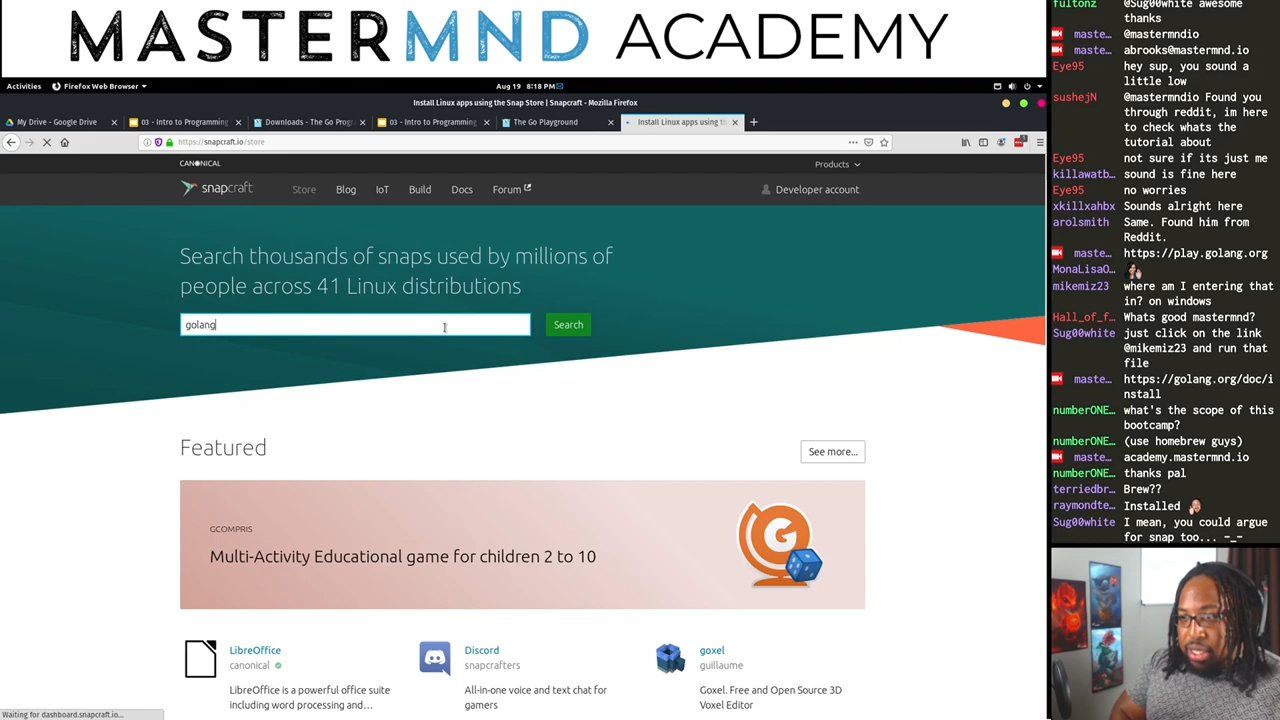 MASTERMND ACADEMY
Activities
Firefox Web Browser
Aug 19 8:18 PM
Install Linux apps using the Snap Store | Snapcraft - Mozilla Firefox
My Drive - Google Drive
03 - Intro to Programming
Downloads - The Go Prog
03 - Intro to Programming
The Go Playground
Install Linux apps using th
https://snapcraft.io/store
CANONICAL
Products
snapcraft
Store
Blog
IoT
Build
Docs
Forum
Developer account
Search thousands of snaps used by millions of
people across 41 Linux distributions
golang
Search
Featured
See more...
GCOMPRIS
Multi-Activity Educational game for children 2 to 10
LibreOffice
canonical
LibreOffice is a powerful office suite
including word processing and…
Discord
snapcrafters
All-in-one voice and text chat for
gamers
goxel
guillaume
Goxel. Free and Open Source 3D
Voxel Editor
Waiting for dashboard.snapcraft.io...
fultonz @Sug00white awesome
thanks
maste… @mastermndio
maste… abrooks@mastermnd.io
Eye95 hey sup, you sound a
little low
sushejN @mastermndio Found you
through reddit, im here
to check whats the
tutorial about
Eye95 not sure if its just me
killawatb… sound is fine here
Eye95 no worries
xkillxahbx Sounds alright here
arolsmith Same. Found him from
Reddit.
maste… https://play.golang.org
MonaLisaO…
mikemiz23 where am I entering that
in? on windows
Hall_of_f… Whats good mastermnd?
Sug00white just click on the link
@mikemiz23 and run that
file
maste… https://golang.org/doc/i
nstall
numberONE… what's the scope of this
bootcamp?
numberONE… (use homebrew guys)
maste… academy.mastermnd.io
numberONE… thanks pal
terriedbr… Brew??
raymondte… Installed
Sug00white I mean, you could argue
for snap too... -_-